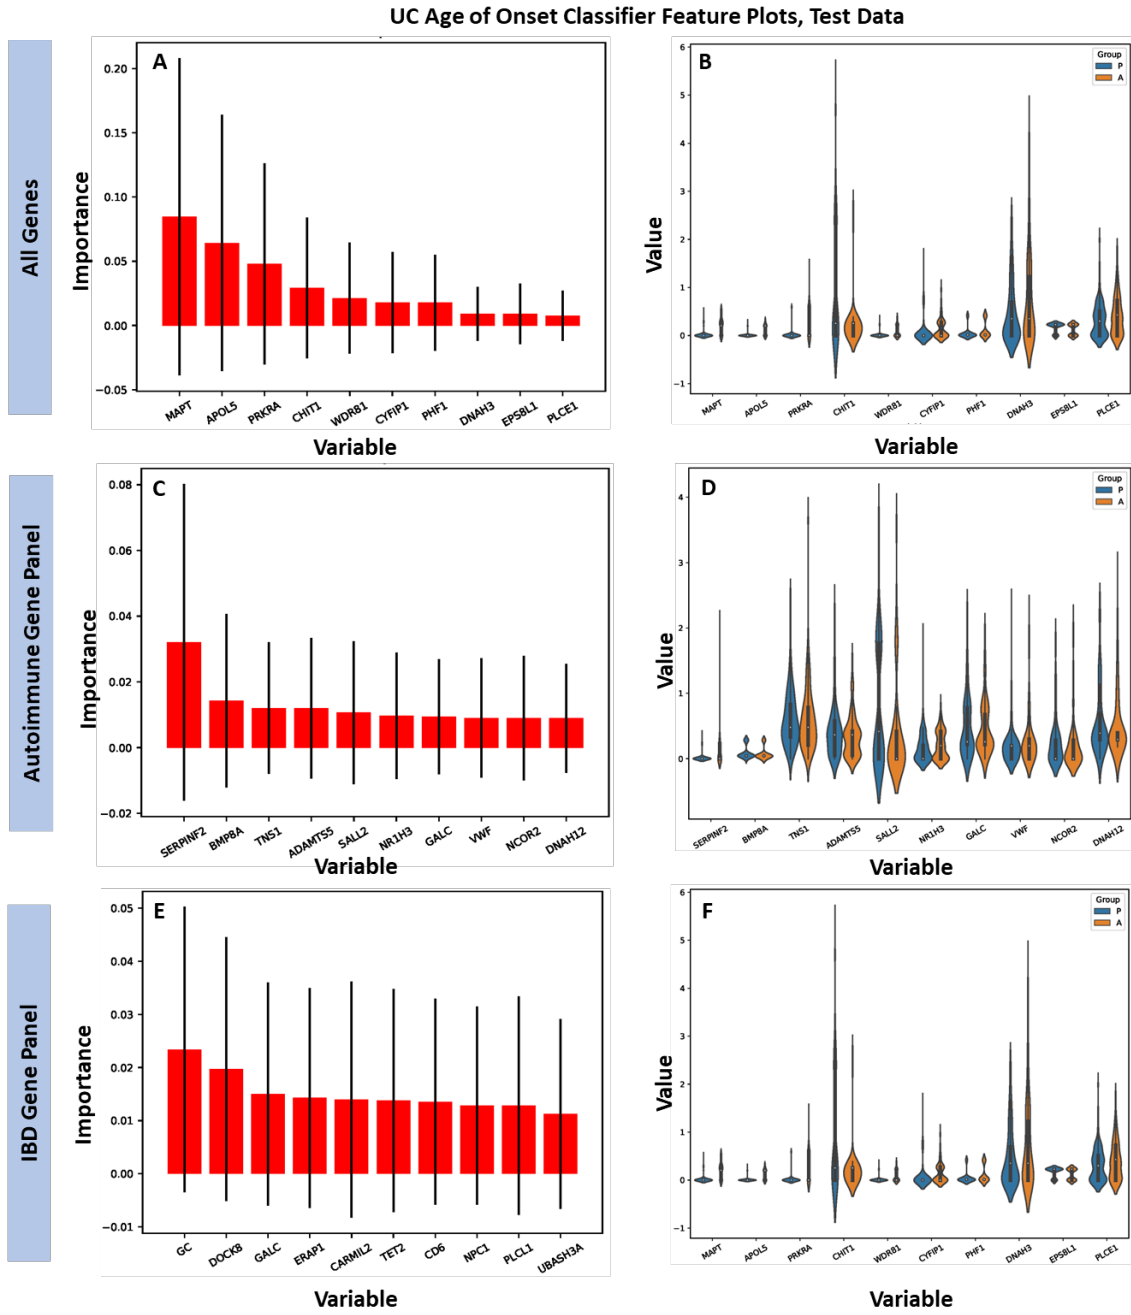 UC Age of Onset Classifier Feature Plots, Test Data
All Genes
A
Importance
0.20
0.15
0.10
0.05
0.00
−0.05
MAPT
APOL5
PRKRA
CHIT1
WDR81
CYFIP1
PHF1
DNAH3
EPS8L1
PLCE1
Variable
B
Value
6
5
4
3
2
1
0
−1
Group
P
A
MAPT
APOL5
PRKRA
CHIT1
WDR81
CYFIP1
PHF1
DNAH3
EPS8L1
PLCE1
Variable
Autoimmune Gene Panel
C
Importance
0.08
0.06
0.04
0.02
0.00
−0.02
SERPINF2
BMP8A
TNS1
ADAMTS5
SALL2
NR1H3
GALC
VWF
NCOR2
DNAH12
Variable
D
Value
4
3
2
1
0
Group
P
A
SERPINF2
BMP8A
TNS1
ADAMTS5
SALL2
NR1H3
GALC
VWF
NCOR2
DNAH12
Variable
IBD Gene Panel
E
Importance
0.05
0.04
0.03
0.02
0.01
0.00
−0.01
GC
DOCK8
GALC
ERAP1
CARMIL2
TET2
CD6
NPC1
PLCL1
UBASH3A
Variable
F
Value
6
5
4
3
2
1
0
−1
Group
P
A
MAPT
APOL5
PRKRA
CHIT1
WDR81
CYFIP1
PHF1
DNAH3
EPS8L1
PLCE1
Variable